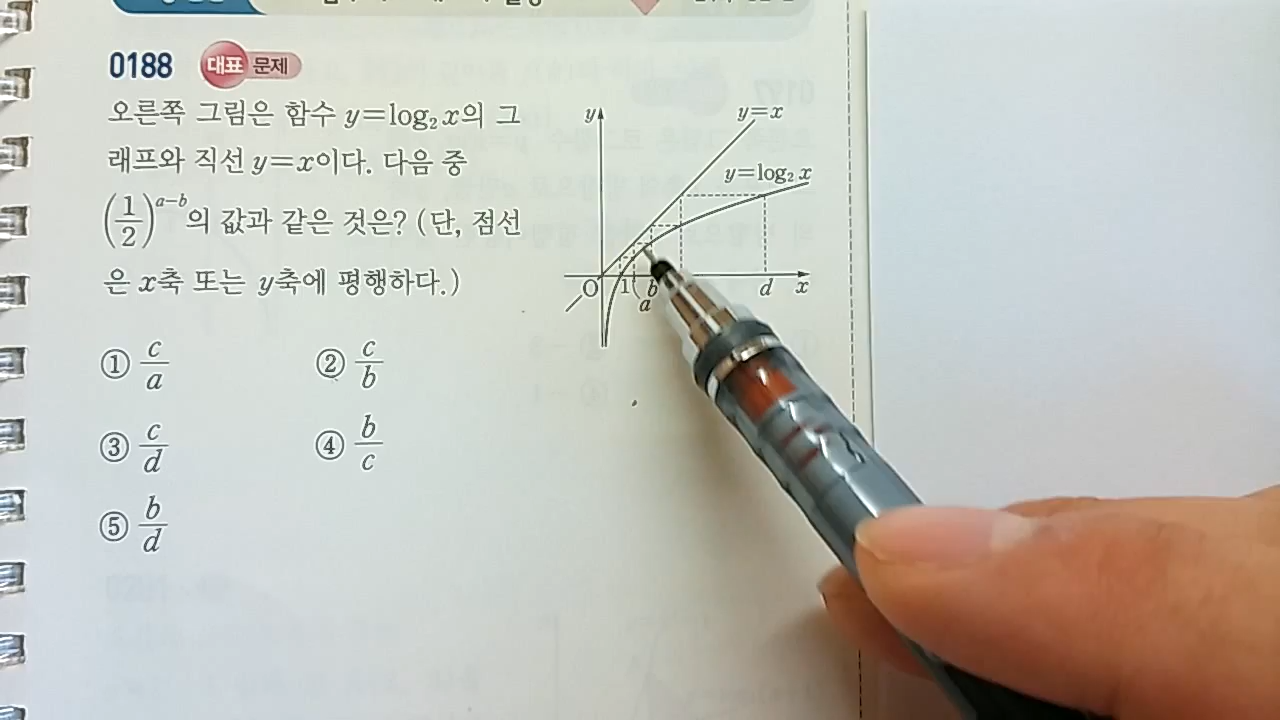 0188 대표 문제
오른쪽 그림은 함수 y=log₂x의 그
래프와 직선 y=x이다. 다음 중
(1/2)^(a-b)의 값과 같은 것은? (단, 점선
은 x축 또는 y축에 평행하다.)
① c/a ② c/b
③ c/d ④ b/c
⑤ b/d
y y=x
y=log₂x
O 1 b d x
a